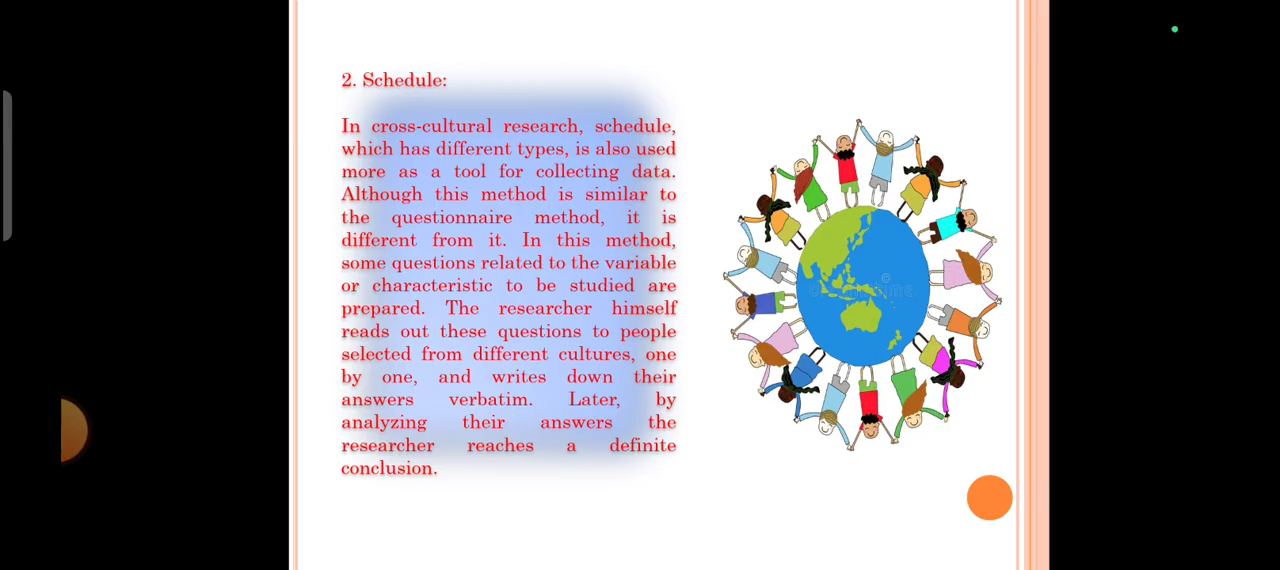 2. Schedule:
In cross-cultural research, schedule,
which has different types, is also used
more as a tool for collecting data.
Although this method is similar to
the questionnaire method, it is
different from it. In this method,
some questions related to the variable
or characteristic to be studied are
prepared. The researcher himself
reads out these questions to people
selected from different cultures, one
by one, and writes down their
answers verbatim. Later, by
analyzing their answers the
researcher reaches a definite
conclusion.